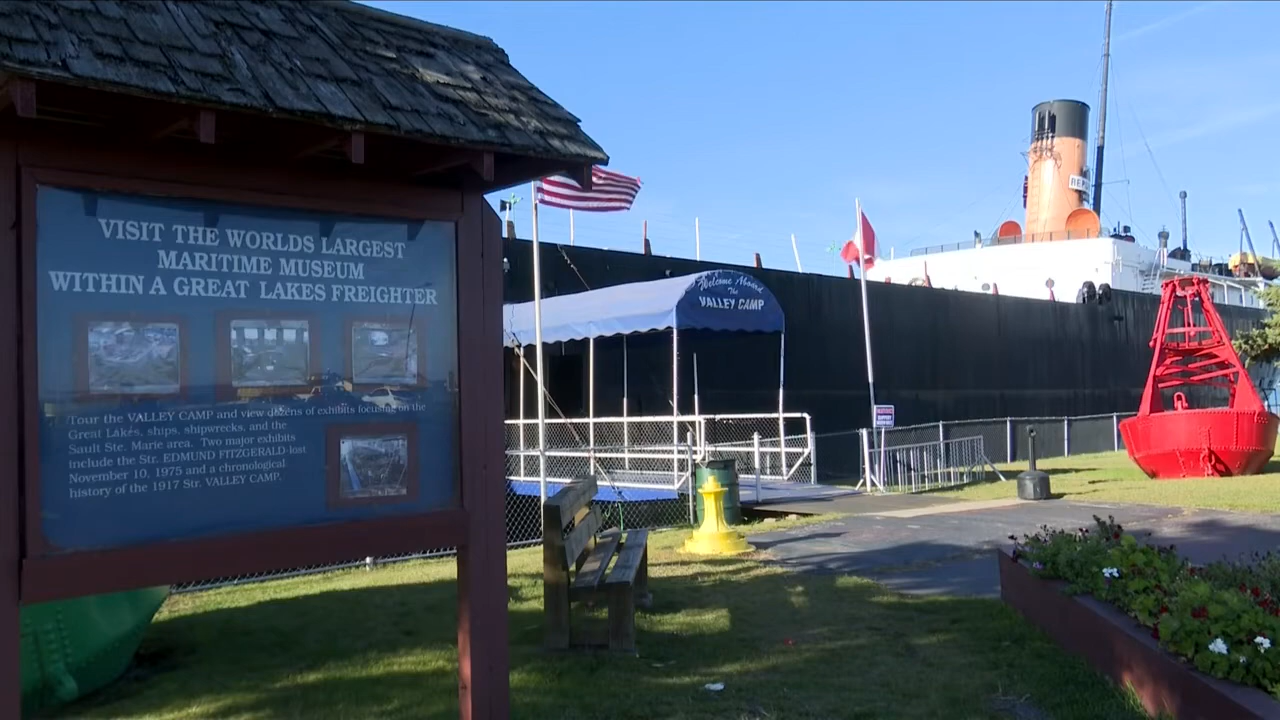 VISIT THE WORLDS LARGEST
MARITIME MUSEUM
WITHIN A GREAT LAKES FREIGHTER
Tour the VALLEY CAMP and view dozens of exhibits focusing on the
Great Lakes, ships, shipwrecks, and the
Sault Ste. Marie area. Two major exhibits
include the Str. EDMUND FITZGERALD-lost
November 10, 1975 and a chronological
history of the 1917 Str. VALLEY CAMP.
Welcome Aboard
The
VALLEY CAMP
REP